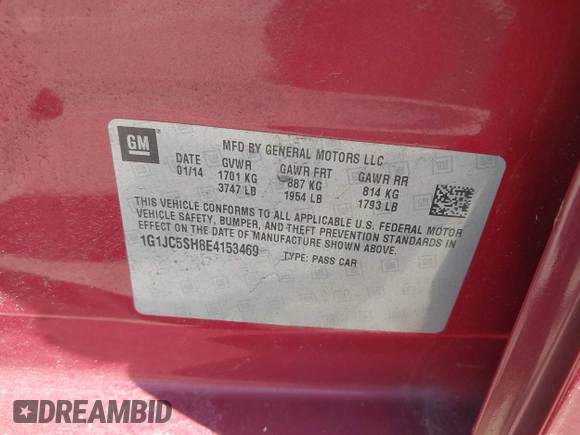 GM
MFD BY GENERAL MOTORS LLC
DATE GVWR GAWR FRT GAWR RR
01/14 1701 KG 887 KG 814 KG
3747 LB 1954 LB 1793 LB
THIS VEHICLE CONFORMS TO ALL APPLICABLE U.S. FEDERAL MOTOR
VEHICLE SAFETY, BUMPER, AND THEFT PREVENTION STANDARDS IN
EFFECT ON THE DATE OF MANUFACTURE SHOWN ABOVE.
1G1JC5SH8E4153469 TYPE: PASS CAR
DREAMBID